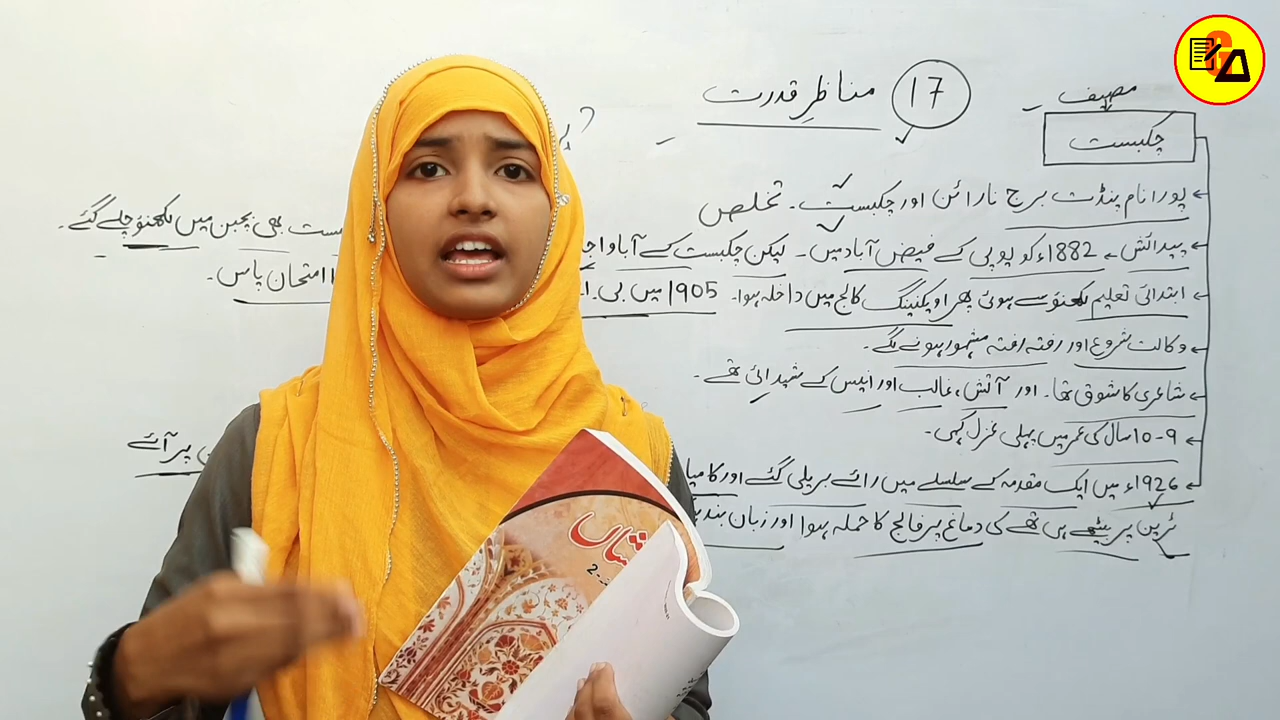 مناظرِ قدرت 17
مصنف
چکبست
پورا نام پنڈت برج نارائن اور چکبست۔ تخلص
پیدائش 1882ء کو یوپی کے فیض آباد میں۔ لیکن چکبست کے آباو بھی بچپن میں لکھنؤ چلے گئے۔
ابتدائی تعلیم لکھنؤ سے ہوئی پھر کالج میں داخلہ ہوا۔ 1905 میں بی۔ امتحان پاس۔
وکالت شروع اور رفتہ رفتہ مشہور ہونے لگے۔
شاعری کا شوق تھا۔ اور آتش، غالب اور انیس کے شیدائی تھے۔
9-10 سال کی عمر میں پہلی غزل کہی۔
1926ء میں ایک مقدمہ کے سلسلے میں رائے بریلی گئے اور پر آئے
ٹرین پر بیٹھے ہی تھے کی دماغ پر فالج کا حملہ ہوا اور زبان بند
2